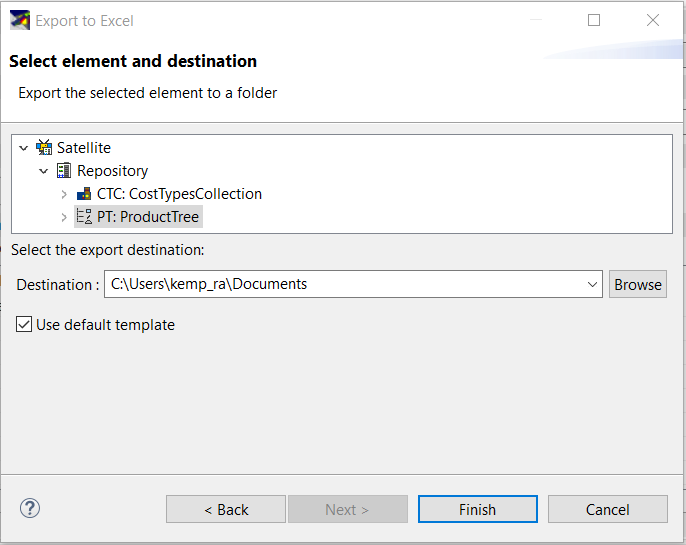 Export to Excel
Select element and destination
Export the selected element to a folder
Satellite
Repository
CTC: CostTypesCollection
PT: ProductTree
Select the export destination:
Destination : C:\Users\kemp_ra\Documents Browse
Use default template
? < Back Next > Finish Cancel